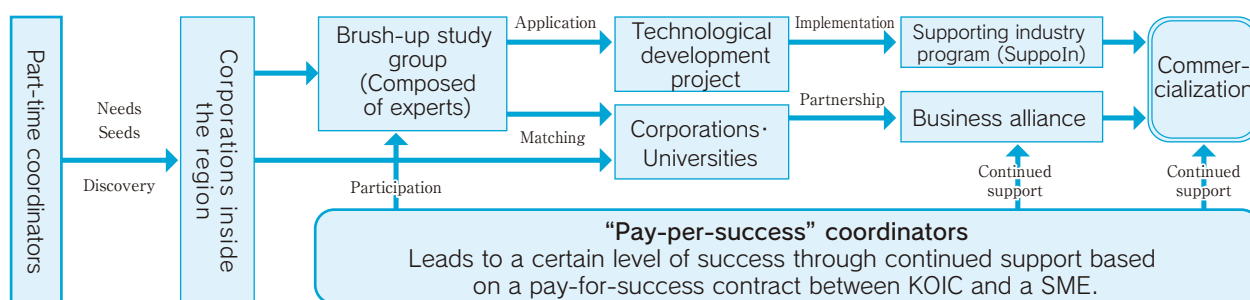 Part-time coordinators
Needs
Seeds
Discovery
Corporations inside
the region
Brush-up study
group
(Composed
of experts)
Application
Matching
Participation
Technological
development
project
Corporations・
Universities
Implementation
Partnership
Supporting industry
program (SuppoIn)
Business alliance
Commer-
cialization
Continued
support
Continued
support
“Pay-per-success” coordinators
Leads to a certain level of success through continued support based
on a pay-for-success contract between KOIC and a SME.